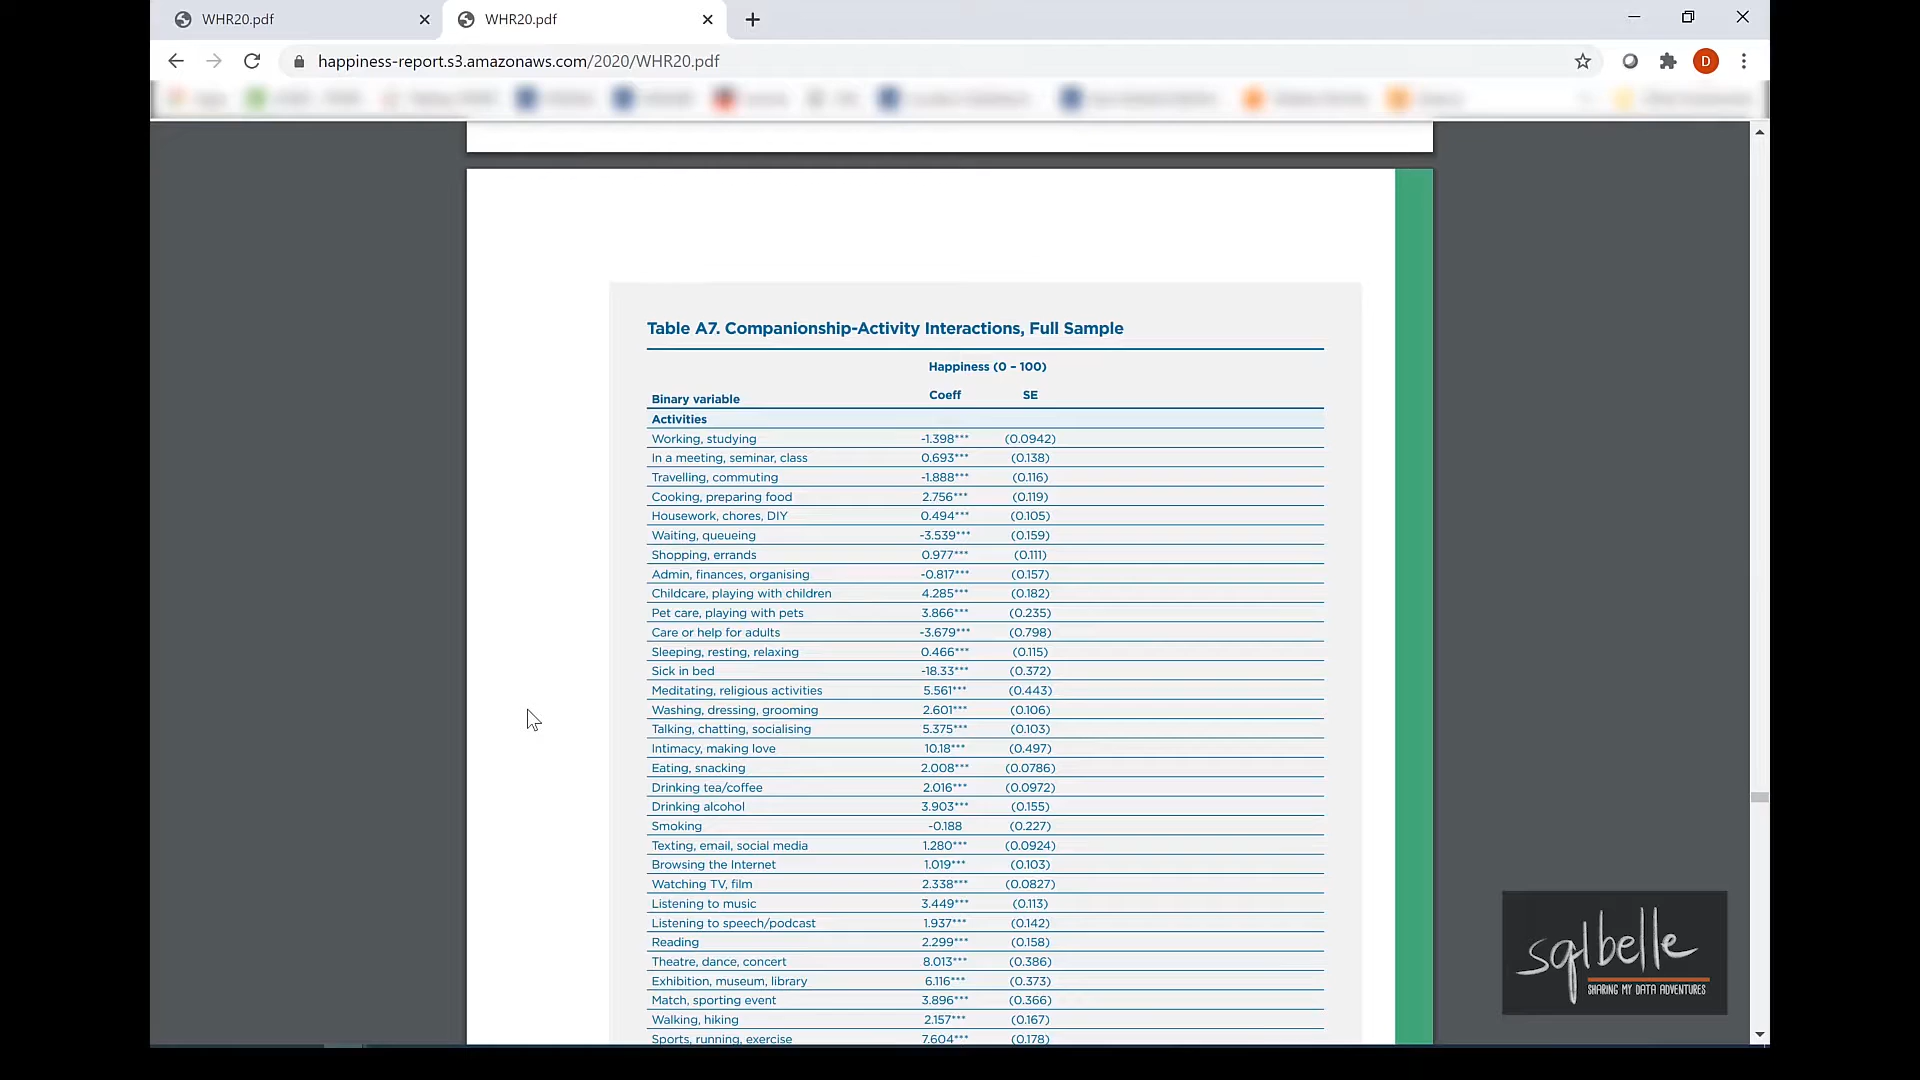 WHR20.pdf
WHR20.pdf
happiness-report.s3.amazonaws.com/2020/WHR20.pdf
D
Table A7. Companionship-Activity Interactions, Full Sample
Happiness (0 – 100)
Binary variable Coeff SE
Activities
Working, studying -1.398*** (0.0942)
In a meeting, seminar, class 0.693*** (0.138)
Travelling, commuting -1.888*** (0.116)
Cooking, preparing food 2.756*** (0.119)
Housework, chores, DIY 0.494*** (0.105)
Waiting, queueing -3.539*** (0.159)
Shopping, errands 0.977*** (0.111)
Admin, finances, organising -0.817*** (0.157)
Childcare, playing with children 4.285*** (0.182)
Pet care, playing with pets 3.866*** (0.235)
Care or help for adults -3.679*** (0.798)
Sleeping, resting, relaxing 0.466*** (0.115)
Sick in bed -18.33*** (0.372)
Meditating, religious activities 5.561*** (0.443)
Washing, dressing, grooming 2.601*** (0.106)
Talking, chatting, socialising 5.375*** (0.103)
Intimacy, making love 10.18*** (0.497)
Eating, snacking 2.008*** (0.0786)
Drinking tea/coffee 2.016*** (0.0972)
Drinking alcohol 3.903*** (0.155)
Smoking -0.188 (0.227)
Texting, email, social media 1.280*** (0.0924)
Browsing the Internet 1.019*** (0.103)
Watching TV, film 2.338*** (0.0827)
Listening to music 3.449*** (0.113)
Listening to speech/podcast 1.937*** (0.142)
Reading 2.299*** (0.158)
Theatre, dance, concert 8.013*** (0.386)
Exhibition, museum, library 6.116*** (0.373)
Match, sporting event 3.896*** (0.366)
Walking, hiking 2.157*** (0.167)
Sports, running, exercise 7.604*** (0.178)
sqlbelle
SHARING MY DATA ADVENTURES